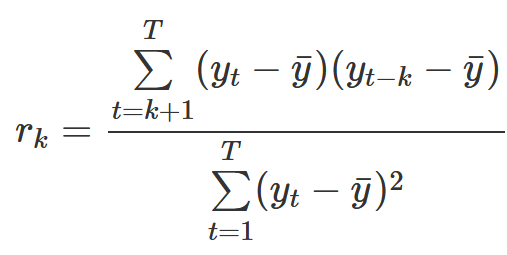 r_k = \frac{\sum_{t=k+1}^{T} (y_t - \bar{y})(y_{t-k} - \bar{y})}{\sum_{t=1}^{T} (y_t - \bar{y})^2}